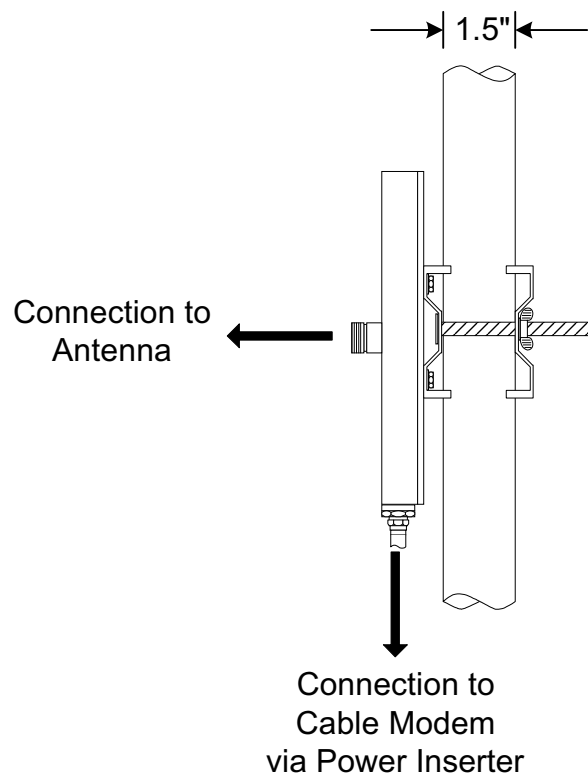 1.5"
Connection to
Antenna
Connection to
Cable Modem
via Power Inserter